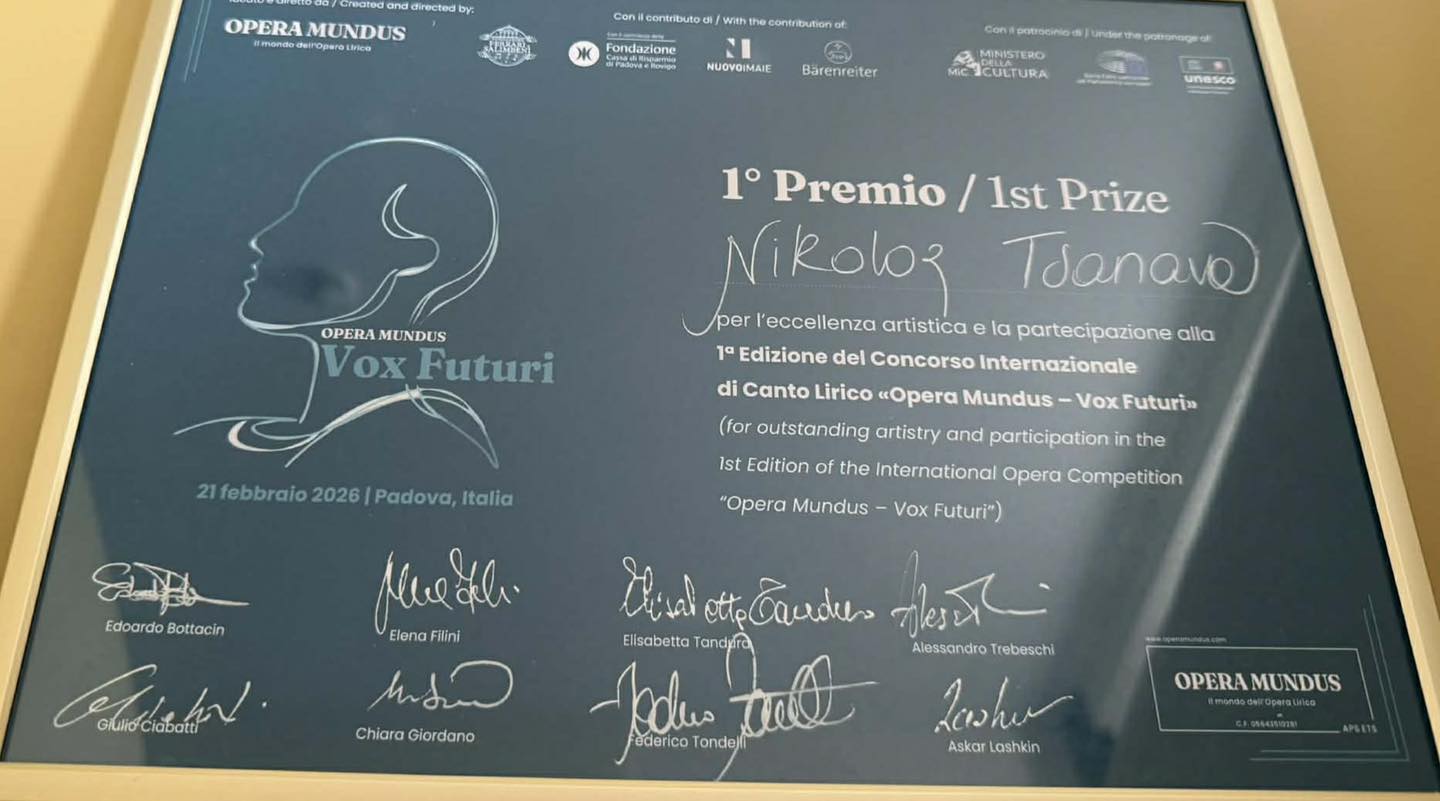 Ideato e diretto da / Created and directed by:
OPERA MUNDUS
il mondo dell'Opera Lirica
FERRARI
SALIMBENI
Con il contributo di / With the contribution of:
Fondazione
Cassa di Risparmio
di Padova e Rovigo
NUOVOIMAIE
Bärenreiter
Con il patrocinio di / Under the patronage of:
MiC
MINISTERO
DELLA
CULTURA
unesco
1° Premio / 1st Prize
Nikoloz Tsanava
per l'eccellenza artistica e la partecipazione alla
1ª Edizione del Concorso Internazionale
di Canto Lirico «Opera Mundus – Vox Futuri»
(for outstanding artistry and participation in the
1st Edition of the International Opera Competition
“Opera Mundus – Vox Futuri”)
OPERA MUNDUS
Vox Futuri
21 febbraio 2026 | Padova, Italia
Edoardo Bottacin
Elena Filini
Elisabetta Tandura
Alessandro Trebeschi
Giulio Ciabatti
Chiara Giordano
Federico Tondelli
Askar Lashkin
www.operamundus.com
OPERA MUNDUS
il mondo dell'Opera Lirica
APS ETS